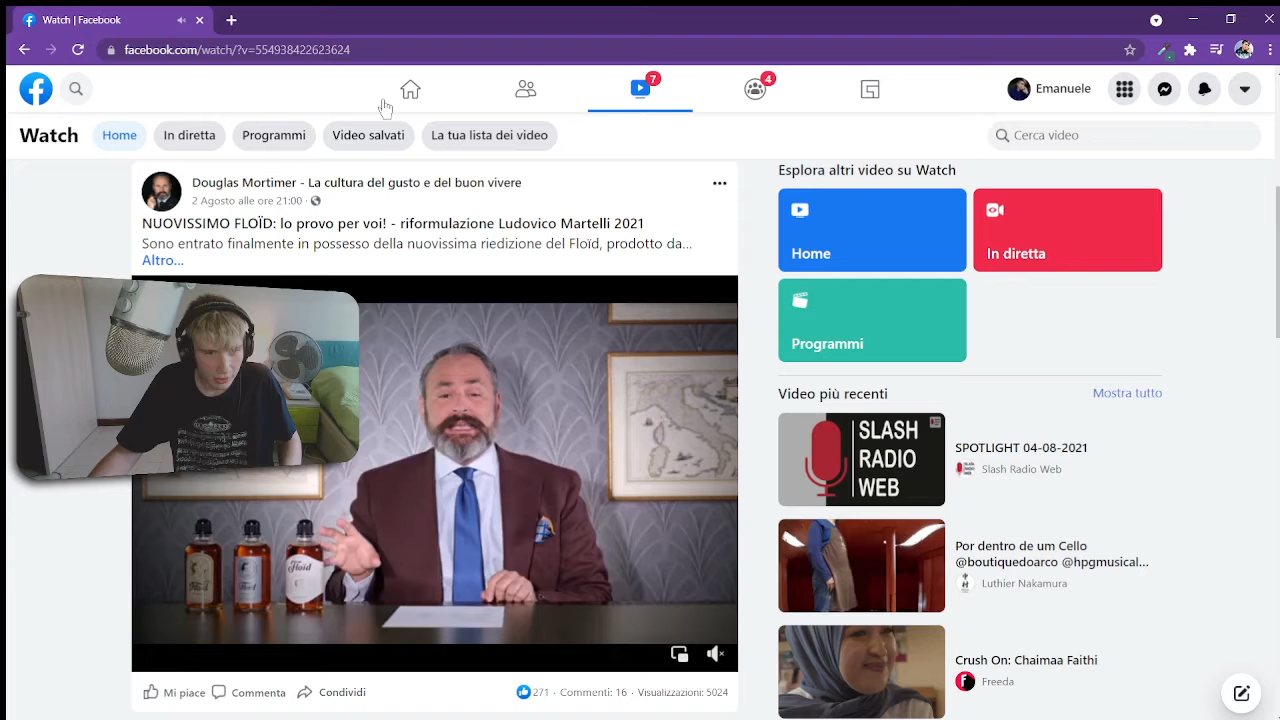 Watch | Facebook
facebook.com/watch/?v=554938422623624
7
4
Emanuele
Watch
Home
In diretta
Programmi
Video salvati
La tua lista dei video
Cerca video
Douglas Mortimer - La cultura del gusto e del buon vivere
2 Agosto alle ore 21:00
NUOVISSIMO FLOÏD: lo provo per voi! - riformulazione Ludovico Martelli 2021
Sono entrato finalmente in possesso della nuovissima riedizione del Floïd, prodotto da...
Altro...
Floïd
Floïd
Floïd
Mi piace
Commenta
Condividi
271 · Commenti: 16 · Visualizzazioni: 5024
Esplora altri video su Watch
Home
In diretta
Programmi
Video più recenti
Mostra tutto
SLASH
RADIO
WEB
SPOTLIGHT 04-08-2021
Slash Radio Web
Por dentro de um Cello
@boutiquedoarco @hpgmusical...
Luthier Nakamura
Crush On: Chaimaa Faithi
Freeda